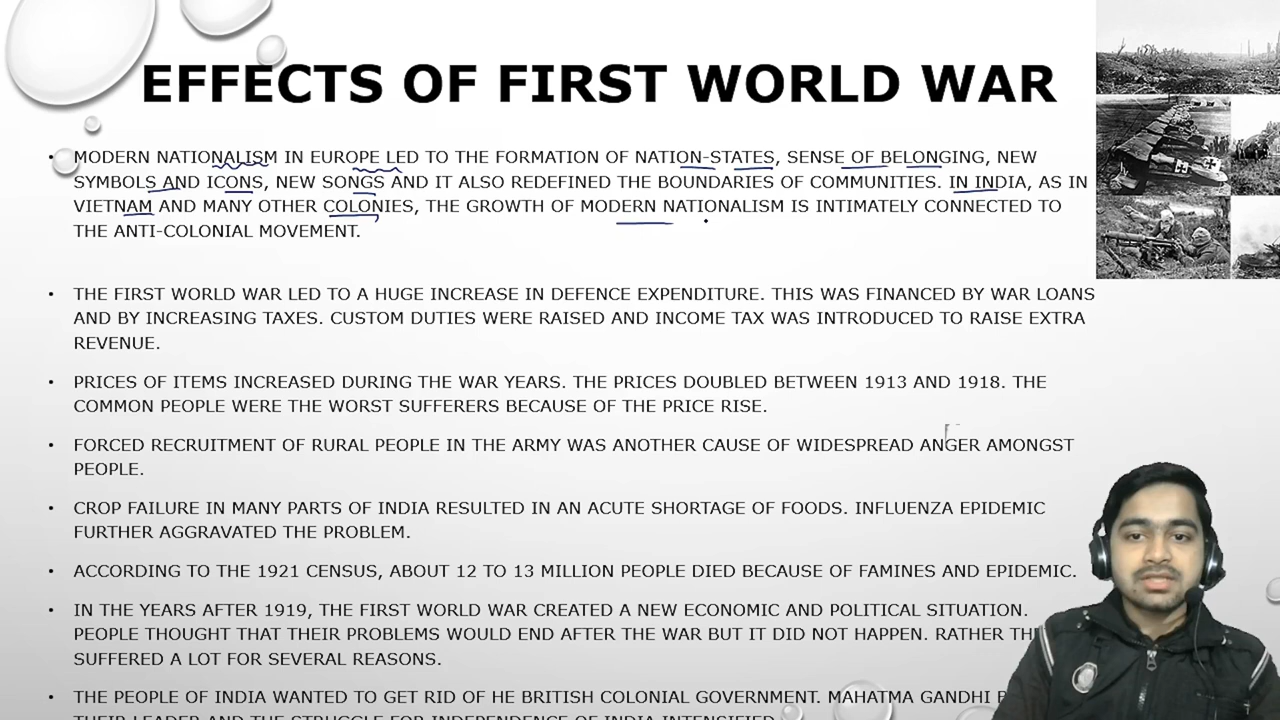 EFFECTS OF FIRST WORLD WAR
• MODERN NATIONALISM IN EUROPE LED TO THE FORMATION OF NATION-STATES, SENSE OF BELONGING, NEW
SYMBOLS AND ICONS, NEW SONGS AND IT ALSO REDEFINED THE BOUNDARIES OF COMMUNITIES. IN INDIA, AS IN
VIETNAM AND MANY OTHER COLONIES, THE GROWTH OF MODERN NATIONALISM IS INTIMATELY CONNECTED TO
THE ANTI-COLONIAL MOVEMENT.
• THE FIRST WORLD WAR LED TO A HUGE INCREASE IN DEFENCE EXPENDITURE. THIS WAS FINANCED BY WAR LOANS
AND BY INCREASING TAXES. CUSTOM DUTIES WERE RAISED AND INCOME TAX WAS INTRODUCED TO RAISE EXTRA
REVENUE.
• PRICES OF ITEMS INCREASED DURING THE WAR YEARS. THE PRICES DOUBLED BETWEEN 1913 AND 1918. THE
COMMON PEOPLE WERE THE WORST SUFFERERS BECAUSE OF THE PRICE RISE.
• FORCED RECRUITMENT OF RURAL PEOPLE IN THE ARMY WAS ANOTHER CAUSE OF WIDESPREAD ANGER AMONGST
PEOPLE.
• CROP FAILURE IN MANY PARTS OF INDIA RESULTED IN AN ACUTE SHORTAGE OF FOODS. INFLUENZA EPIDEMIC
FURTHER AGGRAVATED THE PROBLEM.
• ACCORDING TO THE 1921 CENSUS, ABOUT 12 TO 13 MILLION PEOPLE DIED BECAUSE OF FAMINES AND EPIDEMIC.
• IN THE YEARS AFTER 1919, THE FIRST WORLD WAR CREATED A NEW ECONOMIC AND POLITICAL SITUATION.
PEOPLE THOUGHT THAT THEIR PROBLEMS WOULD END AFTER THE WAR BUT IT DID NOT HAPPEN. RATHER
SUFFERED A LOT FOR SEVERAL REASONS.
• THE PEOPLE OF INDIA WANTED TO GET RID OF HE BRITISH COLONIAL GOVERNMENT. MAHATMA GANDHI
THEIR LEADER AND THE STRUGGLE FOR INDEPENDENCE OF INDIA INTENSIFIED.